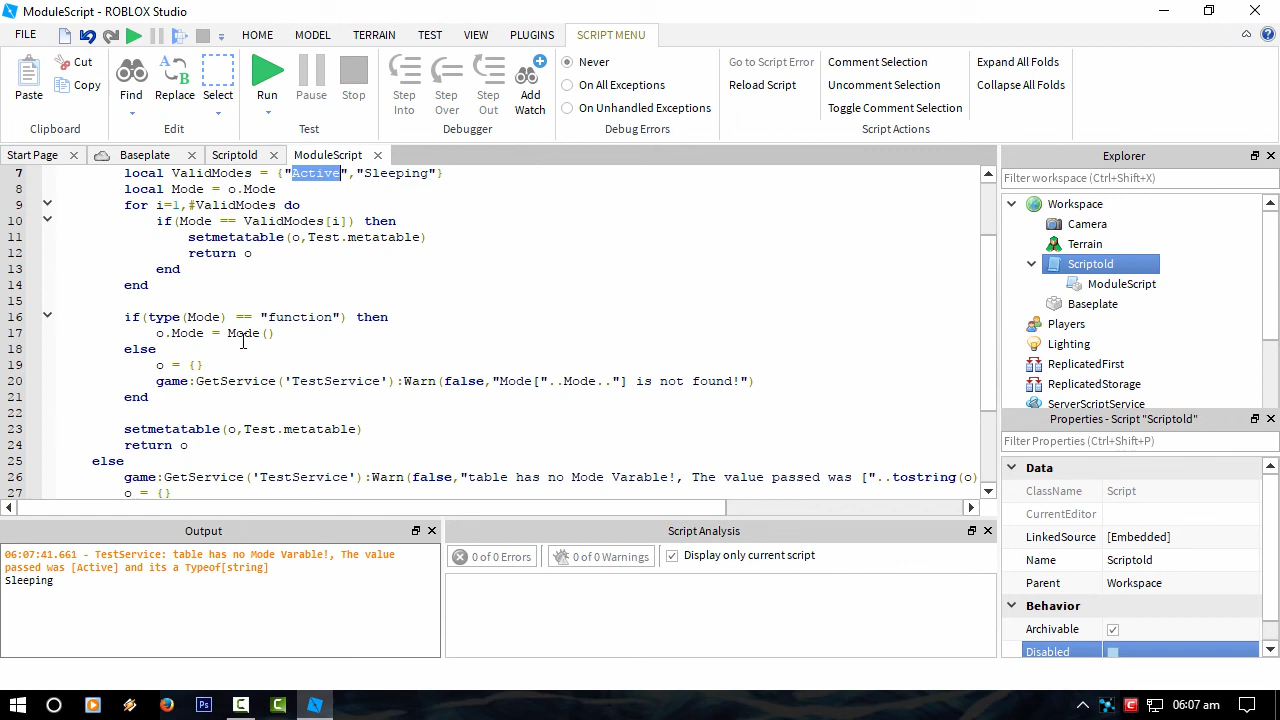 ModuleScript - ROBLOX Studio
FILE HOME MODEL TERRAIN TEST VIEW PLUGINS SCRIPT MENU
Paste Cut Copy
Clipboard
Find Replace Select
Edit
Run Pause Stop
Test
Step Into Step Out Step Over Add Watch
Debugger
Never
On All Exceptions
On Unhandled Exceptions
Debug Errors
Go to Script Error
Reload Script
Comment Selection
Uncomment Selection
Toggle Comment Selection
Expand All Folds
Collapse All Folds
Script Actions
Start Page Baseplate Scriptold ModuleScript
7 local ValidModes = {"Active","Sleeping"}
8 local Mode = o.Mode
9 for i=1,#ValidModes do
10 if(Mode == ValidModes[i]) then
11 setmetatable(o,Test.metatable)
12 return o
13 end
14 end
15
16 if(type(Mode) == "function") then
17 o.Mode = Mode()
18 else
19 o = {}
20 game:GetService('TestService'):Warn(false,"Mode["..Mode.."] is not found!")
21 end
22
23 setmetatable(o,Test.metatable)
24 return o
25 else
26 game:GetService('TestService'):Warn(false,"table has no Mode Varable!, The value passed was ["..tostring(o)
27 o = {}
Explorer
Filter workspace (Ctrl+Shift+X)
Workspace
Camera
Terrain
Scriptold
ModuleScript
Baseplate
Players
Lighting
ReplicatedFirst
ReplicatedStorage
ServerScriptService
Properties - Script "Scriptold"
Filter Properties (Ctrl+Shift+P)
Data
ClassName Script
CurrentEditor
LinkedSource [Embedded]
Name Scriptold
Parent Workspace
Behavior
Archivable
Disabled
Output
06:07:41.661 - TestService: table has no Mode Varable!, The value
passed was [Active] and its a Typeof[string]
Sleeping
Script Analysis
0 of 0 Errors 0 of 0 Warnings Display only current script
06:07 am